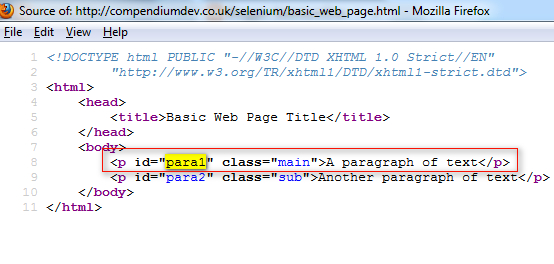 Source of: http://compendiumdev.co.uk/selenium/basic_web_page.html - Mozilla Firefox
File Edit View Help
1 <!DOCTYPE html PUBLIC "-//W3C//DTD XHTML 1.0 Strict//EN"
2 "http://www.w3.org/TR/xhtml1/DTD/xhtml1-strict.dtd">
3 <html>
4 <head>
5 <title>Basic Web Page Title</title>
6 </head>
7 <body>
8 <p id="para1" class="main">A paragraph of text</p>
9 <p id="para2" class="sub">Another paragraph of text</p>
10 </body>
11 </html>